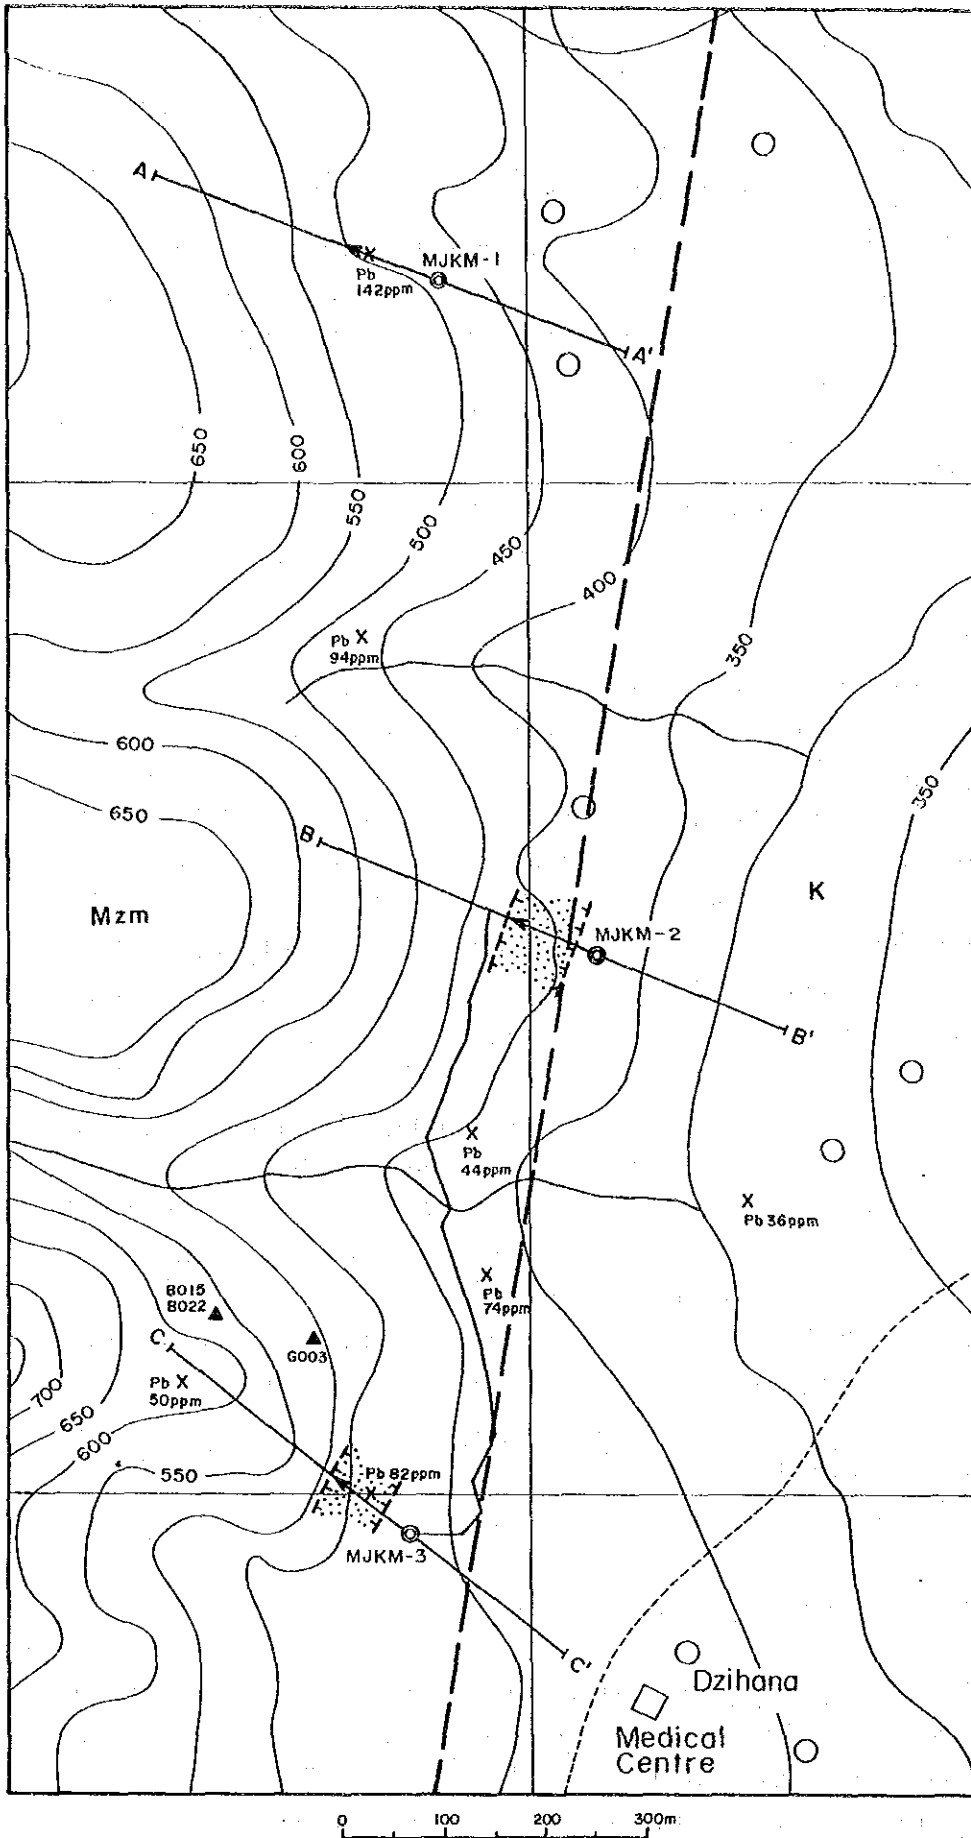 A
MJKM-1
X
Pb
142ppm
A'
650
600
550
500
450
400
350
Pb X
94ppm
600
650
350
B
Mzm
K
MJKM-2
B'
X
Pb
44ppm
X
Pb 36ppm
X
Pb
74ppm
B015
B022
G003
C
Pb X
50ppm
700
650
600
550
Pb 82ppm
X
MJKM-3
C'
Dzihana
Medical
Centre
0 100 200 300m